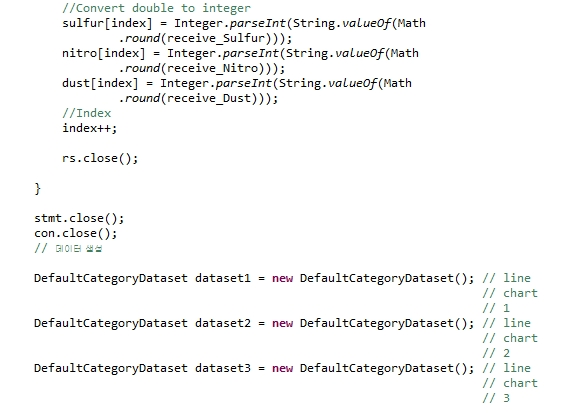 //Convert double to integer
sulfur[index] = Integer.parseInt(String.valueOf(Math
.round(receive_Sulfur)));
nitro[index] = Integer.parseInt(String.valueOf(Math
.round(receive_Nitro)));
dust[index] = Integer.parseInt(String.valueOf(Math
.round(receive_Dust)));
//Index
index++;
rs.close();
}
stmt.close();
con.close();
// 데이터 생성
DefaultCategoryDataset dataset1 = new DefaultCategoryDataset(); // line
// chart
// 1
DefaultCategoryDataset dataset2 = new DefaultCategoryDataset(); // line
// chart
// 2
DefaultCategoryDataset dataset3 = new DefaultCategoryDataset(); // line
// chart
// 3